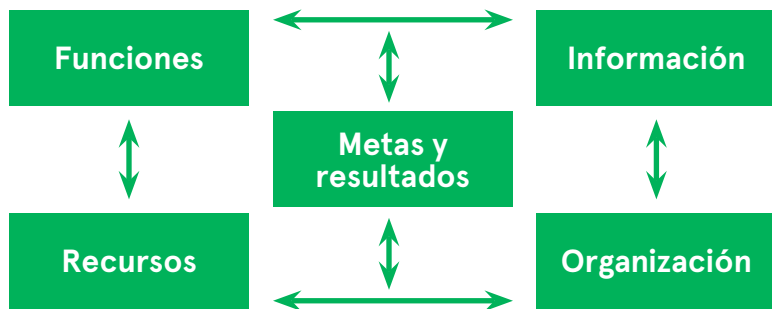 Funciones
Información
Metas y
resultados
Recursos
Organización